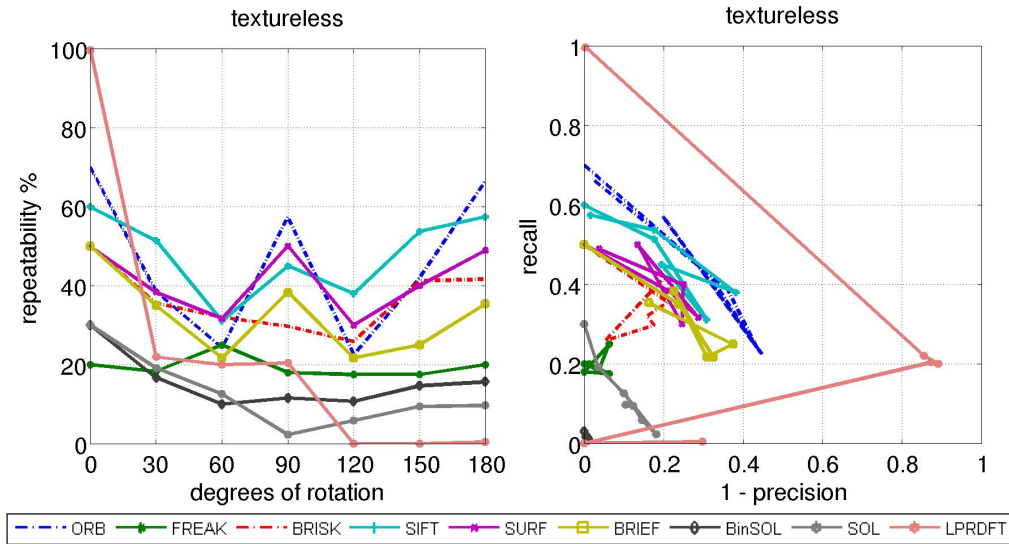 textureless
100
80
60
40
20
0
repeatability %
0 30 60 90 120 150 180
degrees of rotation
textureless
1
0.8
0.6
0.4
0.2
0
recall
0 0.2 0.4 0.6 0.8 1
1 - precision
ORB FREAK BRISK SIFT SURF BRIEF BinSOL SOL LPRDFT